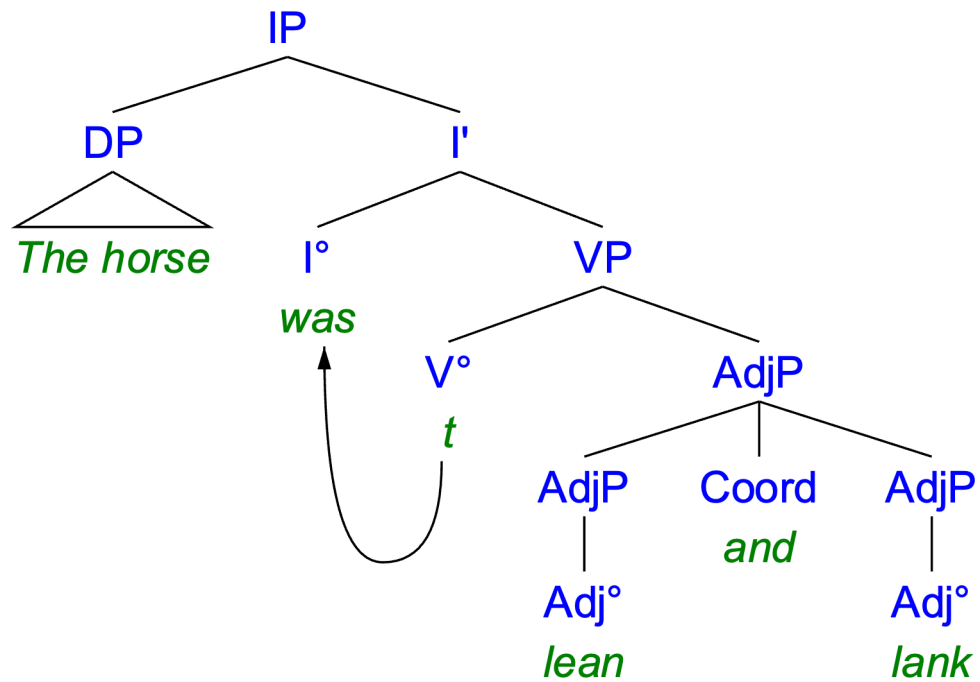 IP
DP I'
The horse I° VP
was
V° AdjP
t
AdjP Coord AdjP
and
Adj° Adj°
lean lank